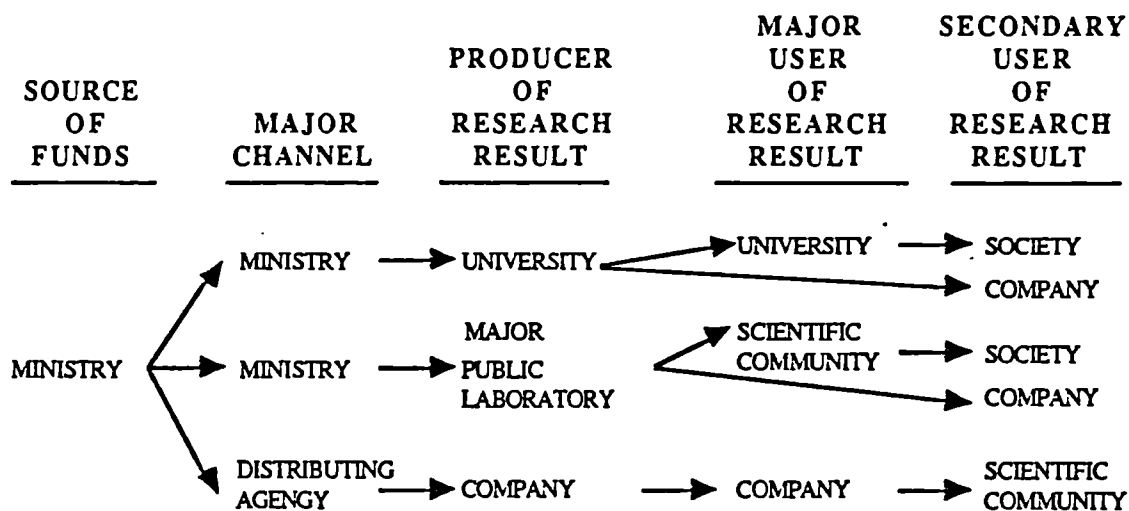 SOURCE
OF
FUNDS
MAJOR
CHANNEL
PRODUCER
OF
RESEARCH
RESULT
MAJOR
USER
OF
RESEARCH
RESULT
SECONDARY
USER
OF
RESEARCH
RESULT
MINISTRY
MINISTRY
UNIVERSITY
UNIVERSITY
SOCIETY
COMPANY
MINISTRY
MAJOR
PUBLIC
LABORATORY
SCIENTIFIC
COMMUNITY
SOCIETY
COMPANY
DISTRIBUTING
AGENCY
COMPANY
COMPANY
SCIENTIFIC
COMMUNITY